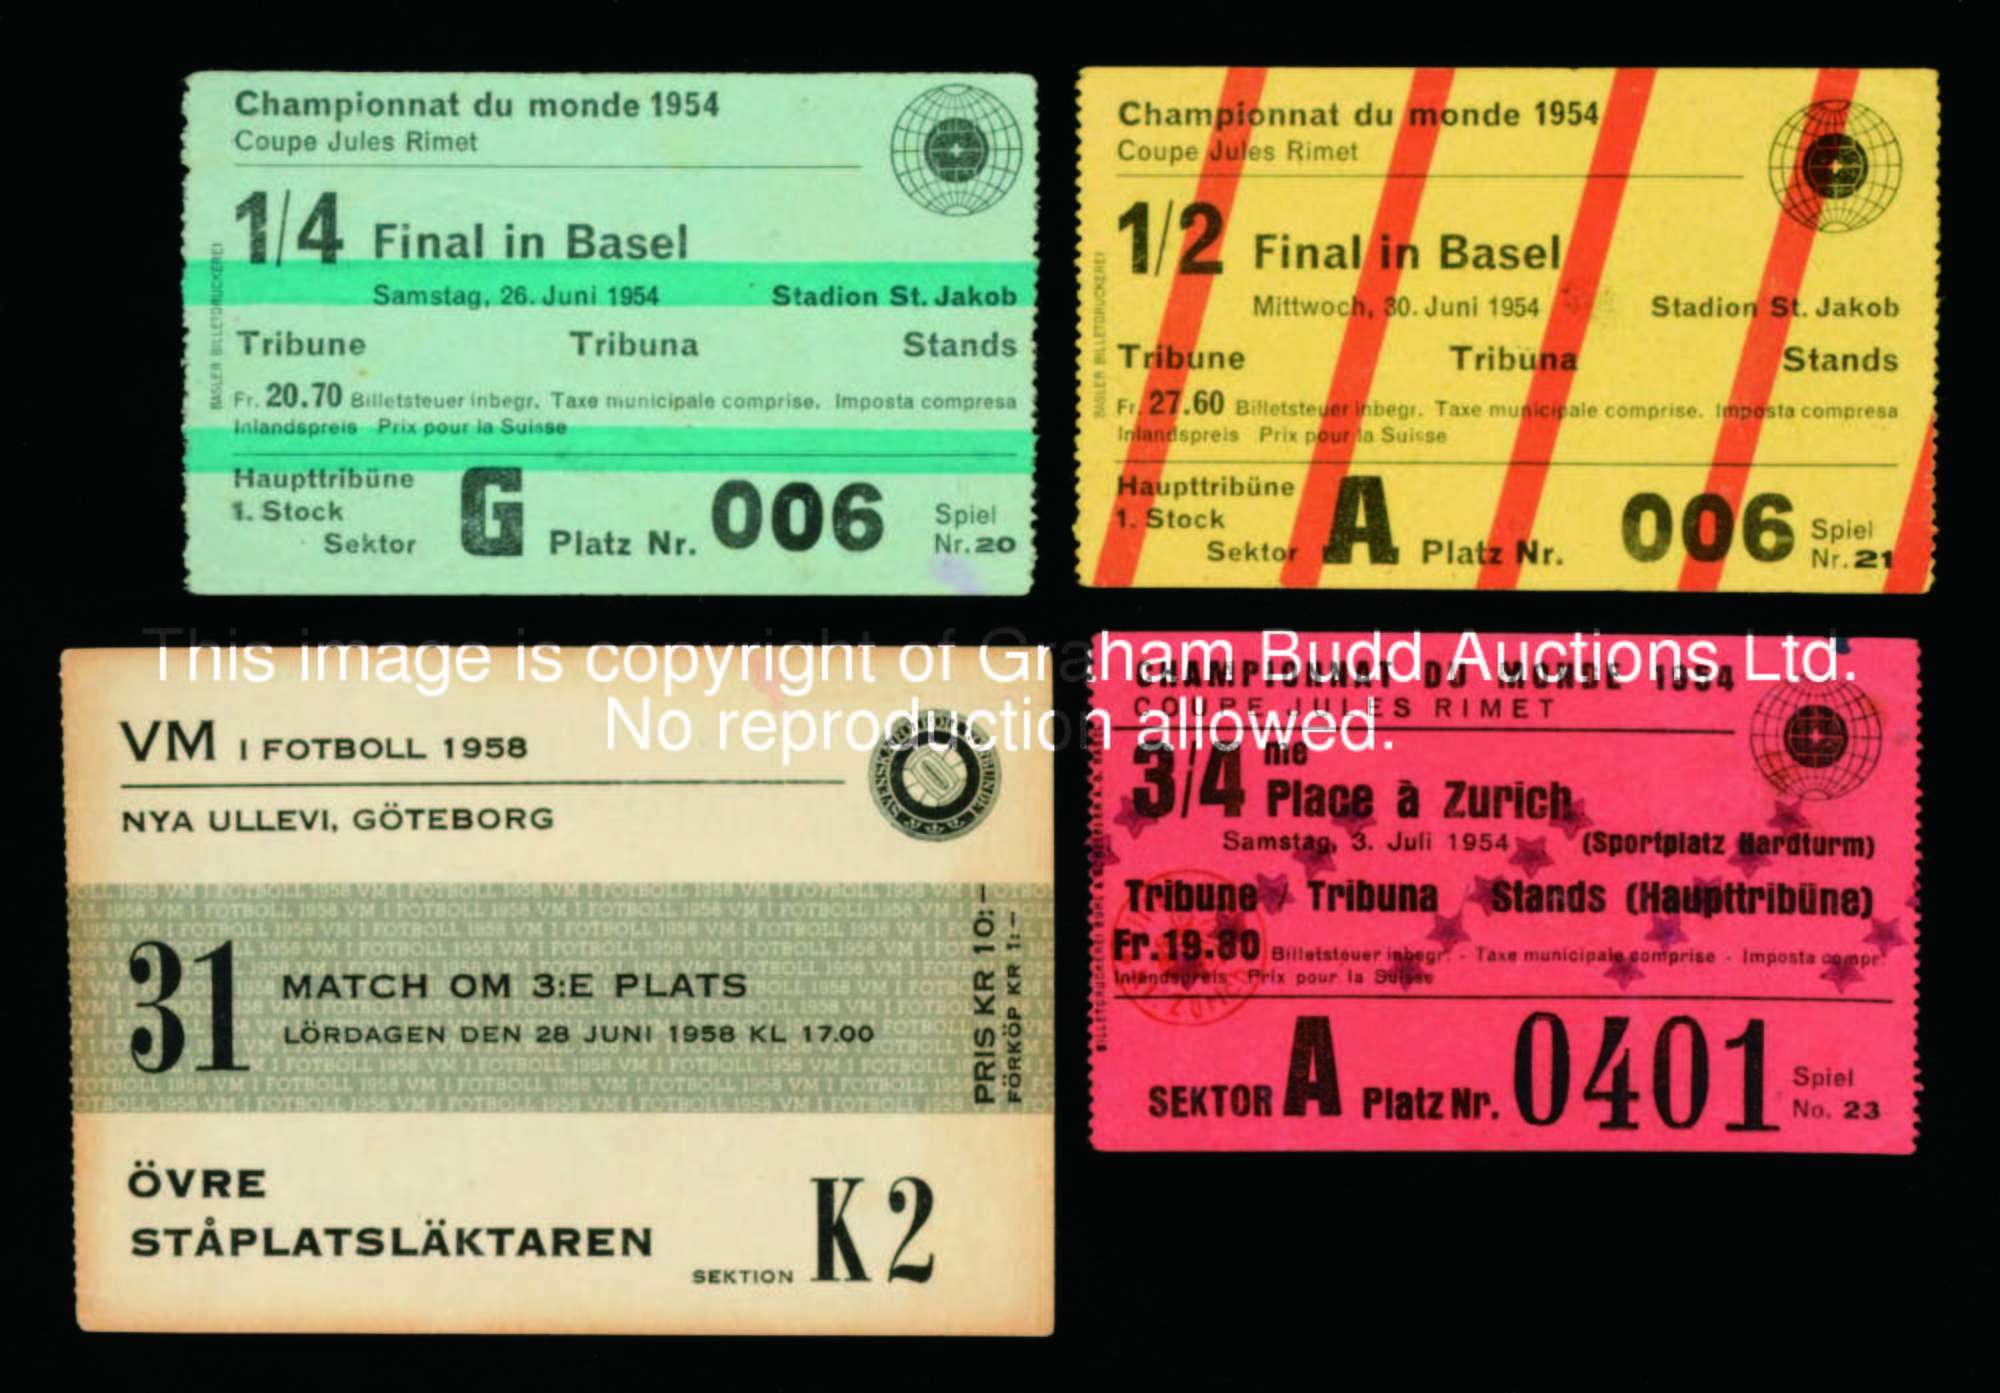 Championnat du monde 1954
Coupe Jules Rimet
1/4 Final in Basel
Samstag, 26. Juni 1954 Stadion St. Jakob
Tribune Tribuna Stands
Fr. 20.70 Billetsteuer inbegr. Taxe municipale comprise. Imposta compresa
Inlandspreis Prix pour la Suisse
Haupttribüne
1. Stock
Sektor G Platz Nr. 006 Spiel
Nr. 20
BASLER BILLETDRUCKEREI
Championnat du monde 1954
Coupe Jules Rimet
1/2 Final in Basel
Mittwoch, 30. Juni 1954 Stadion St. Jakob
Tribune Tribuna Stands
Fr. 27.60 Billetsteuer inbegr. Taxe municipale comprise. Imposta compresa
Inlandspreis Prix pour la Suisse
Haupttribüne
1. Stock
Sektor A Platz Nr. 006 Spiel
Nr. 21
BASLER BILLETDRUCKEREI
This image is copyright of Graham Budd Auctions Ltd.
No reproduction allowed.
VM I FOTBOLL 1958
NYA ULLEVI, GÖTEBORG
31 MATCH OM 3:E PLATS
LÖRDAGEN DEN 28 JUNI 1958 KL 17.00
PRIS KR 10:-
FÖRKÖP KR 1:-
ÖVRE
STÅPLATSLÄKTAREN
SEKTION K2
CHAMPIONNAT DU MONDE 1954
COUPE JULES RIMET
3/4 me Place à Zurich
Samstag, 3. Juli 1954 (Sportplatz Hardturm)
Tribune / Tribuna Stands (Haupttribüne)
Fr. 19.80 Billetsteuer inbegr. - Taxe municipale comprise - Imposta compr.
Inlandspreis Prix pour la Suisse
SEKTOR A Platz Nr. 0401 Spiel
No. 23